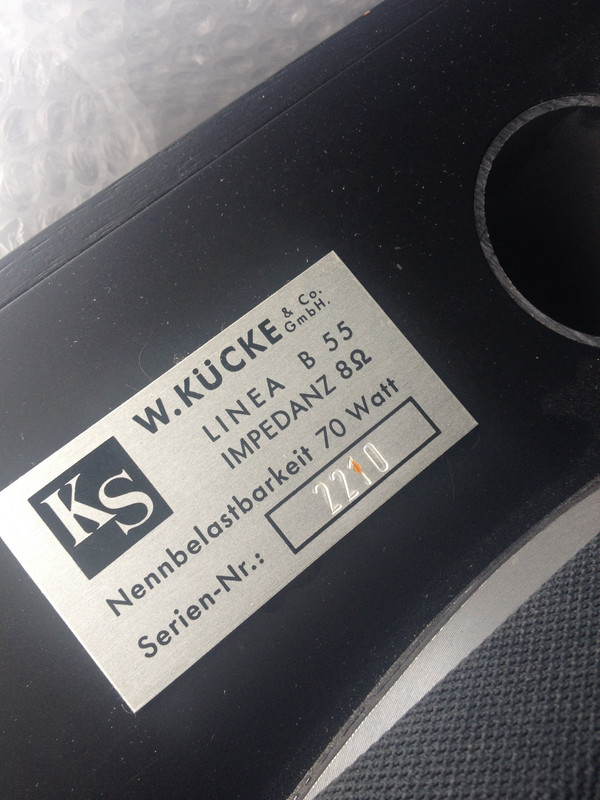 KS
W. KÜCKE & Co. GmbH.
LINEA B 55
IMPEDANZ 8Ω
Nennbelastbarkeit 70 Watt
Serien-Nr.: 2210